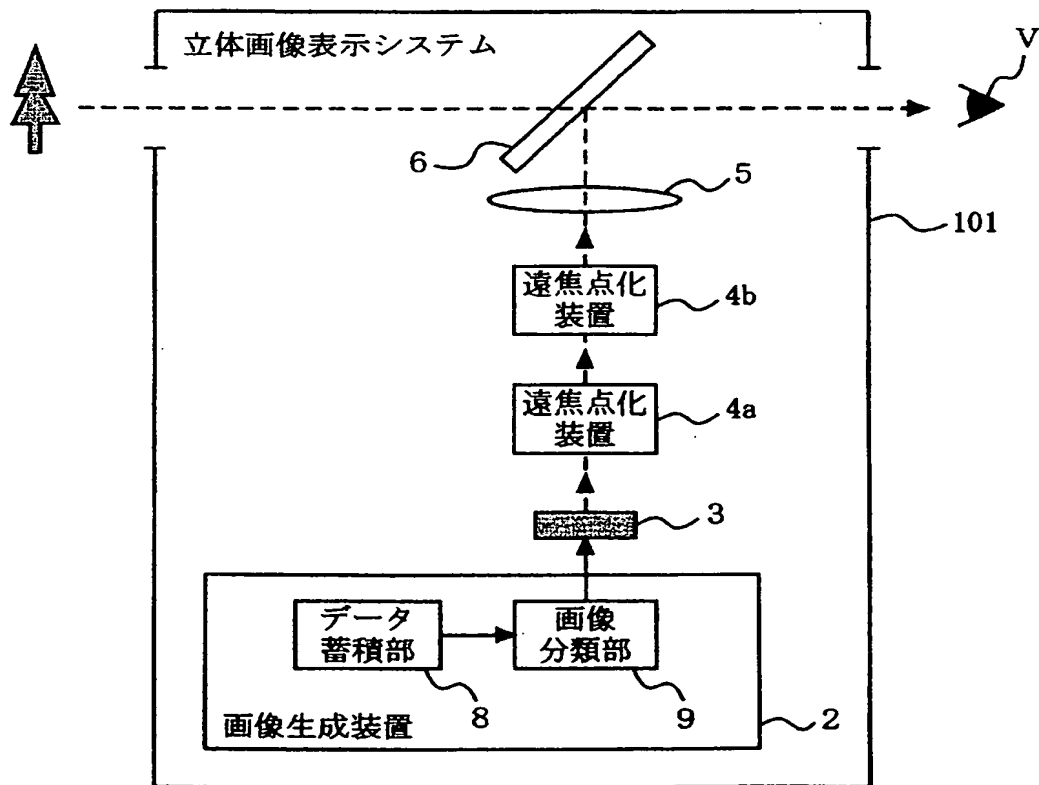 立体画像表示システム
V
6
5
101
遠焦点化
装置
4b
遠焦点化
装置
4a
3
データ
蓄積部
画像
分類部
8
9
2
画像生成装置